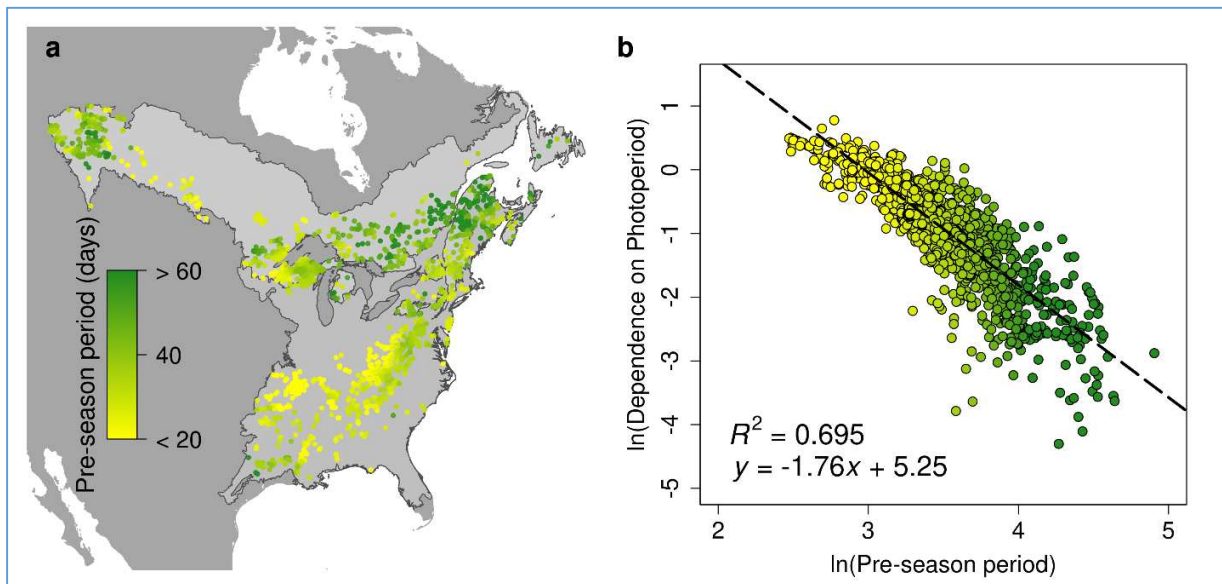 a
Pre-season period (days)
> 60
40
< 20
b
ln(Dependence on Photoperiod)
1
0
-1
-2
-3
-4
-5
R² = 0.695
y = -1.76x + 5.25
2
3
4
5
ln(Pre-season period)